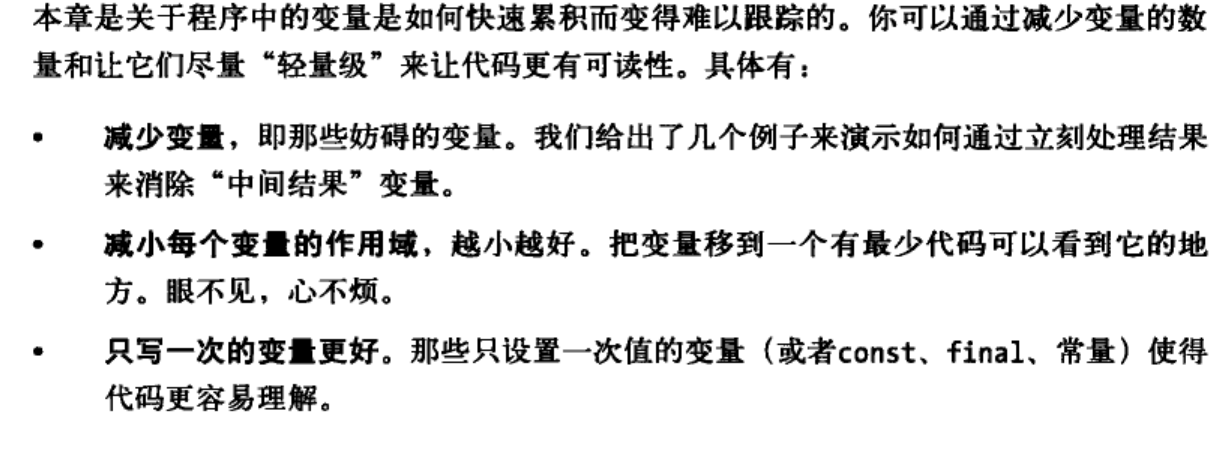 本章是关于程序中的变量是如何快速累积而变得难以跟踪的。你可以通过减少变量的数
量和让它们尽量“轻量级”来让代码更有可读性。具体有：
• 减少变量，即那些妨碍的变量。我们给出了几个例子来演示如何通过立刻处理结果
来消除“中间结果”变量。
• 减小每个变量的作用域，越小越好。把变量移到一个有最少代码可以看到它的地
方。眼不见，心不烦。
• 只写一次的变量更好。那些只设置一次值的变量（或者const、final、常量）使得
代码更容易理解。